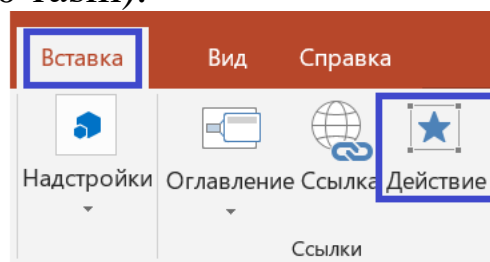 Вставка Вид Справка
Надстройки Оглавление Ссылка Действие
Ссылки